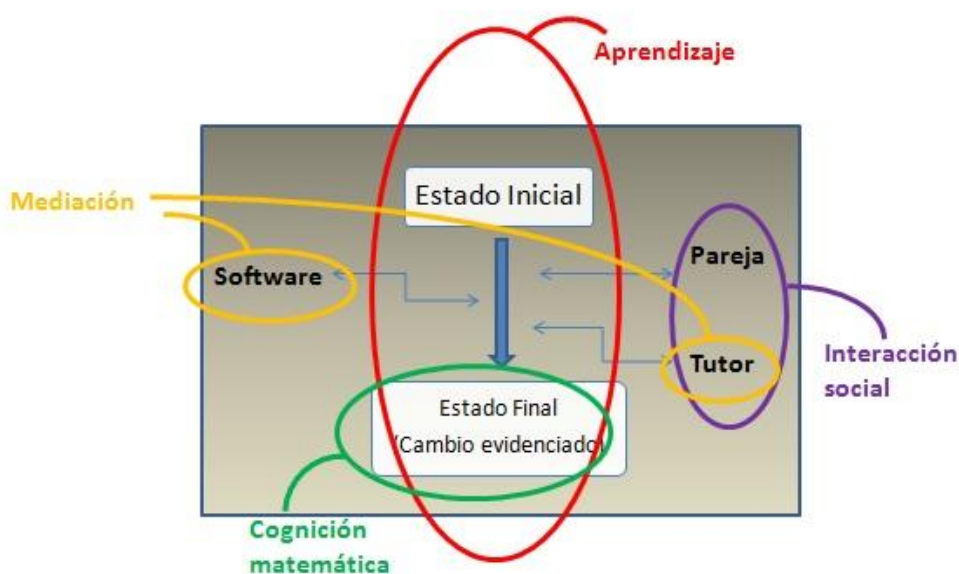 Aprendizaje
Estado Inicial
Mediación
Software
Pareja
Tutor
Interacción
social
Estado Final
(Cambio evidenciado)
Cognición
matemática